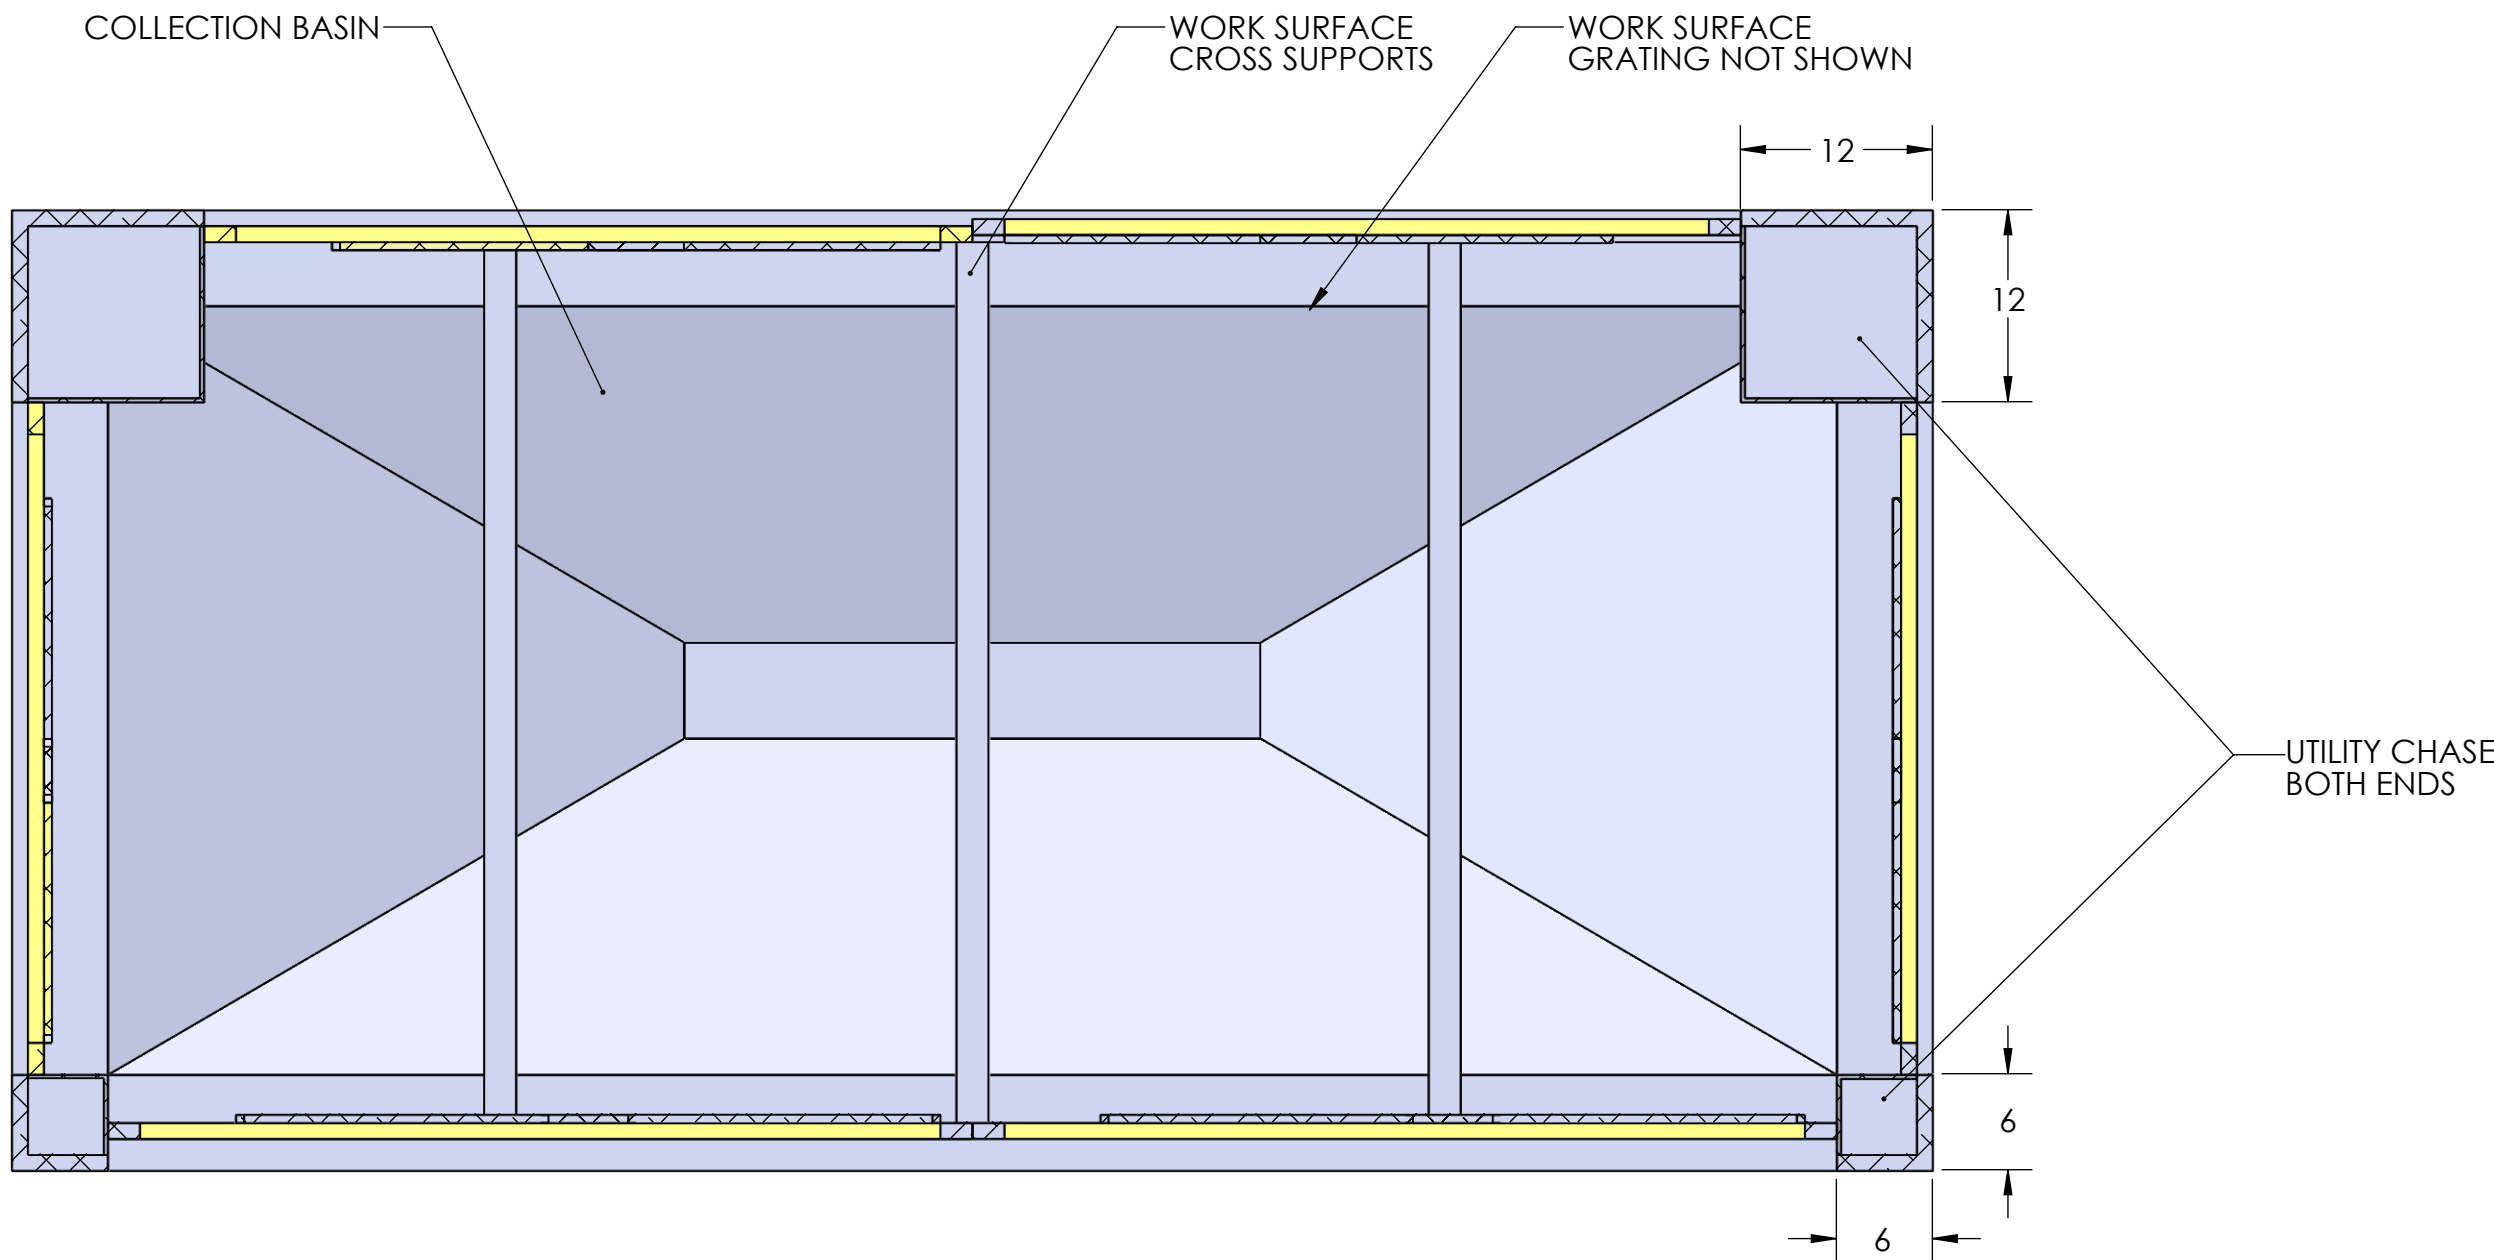 COLLECTION BASIN
WORK SURFACE
CROSS SUPPORTS
WORK SURFACE
GRATING NOT SHOWN
12
12
UTILITY CHASE
BOTH ENDS
6
6